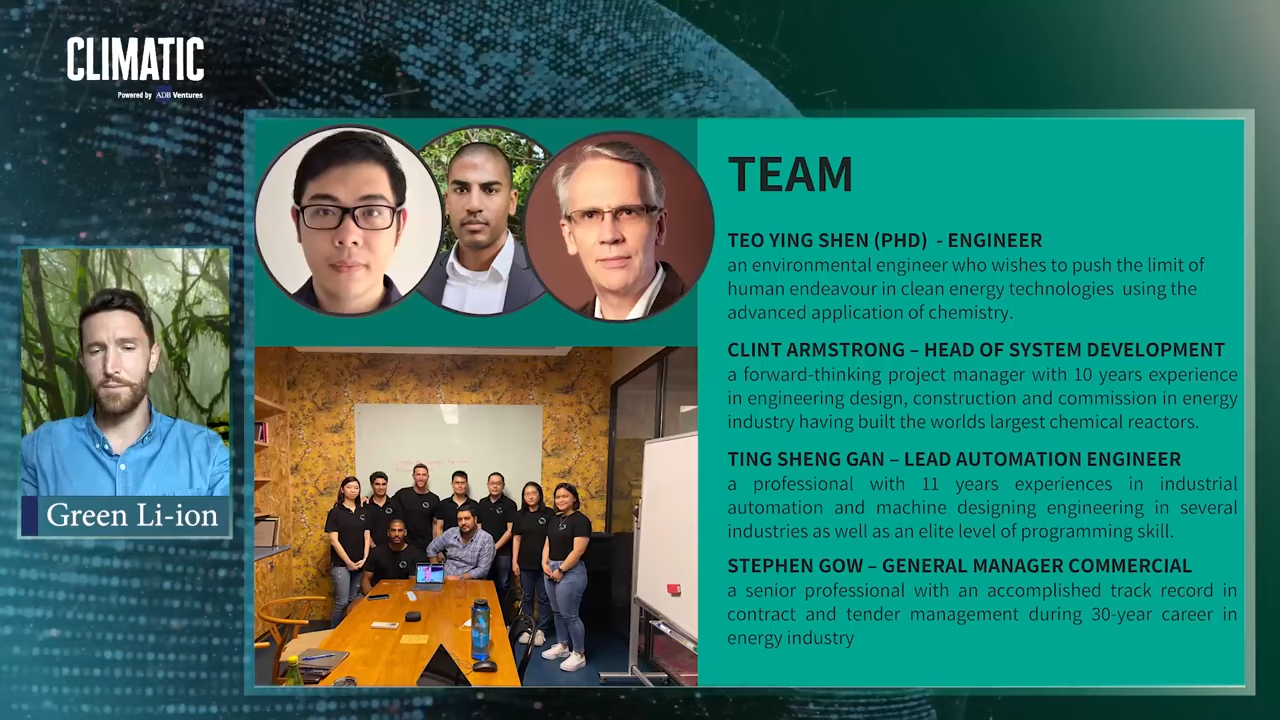 CLIMATIC
Powered by ADB Ventures
TEAM
TEO YING SHEN (PHD) - ENGINEER
an environmental engineer who wishes to push the limit of
human endeavour in clean energy technologies using the
advanced application of chemistry.
CLINT ARMSTRONG – HEAD OF SYSTEM DEVELOPMENT
a forward-thinking project manager with 10 years experience
in engineering design, construction and commission in energy
industry having built the worlds largest chemical reactors.
TING SHENG GAN – LEAD AUTOMATION ENGINEER
a professional with 11 years experiences in industrial
automation and machine designing engineering in several
industries as well as an elite level of programming skill.
STEPHEN GOW – GENERAL MANAGER COMMERCIAL
a senior professional with an accomplished track record in
contract and tender management during 30-year career in
energy industry
Green Li-ion